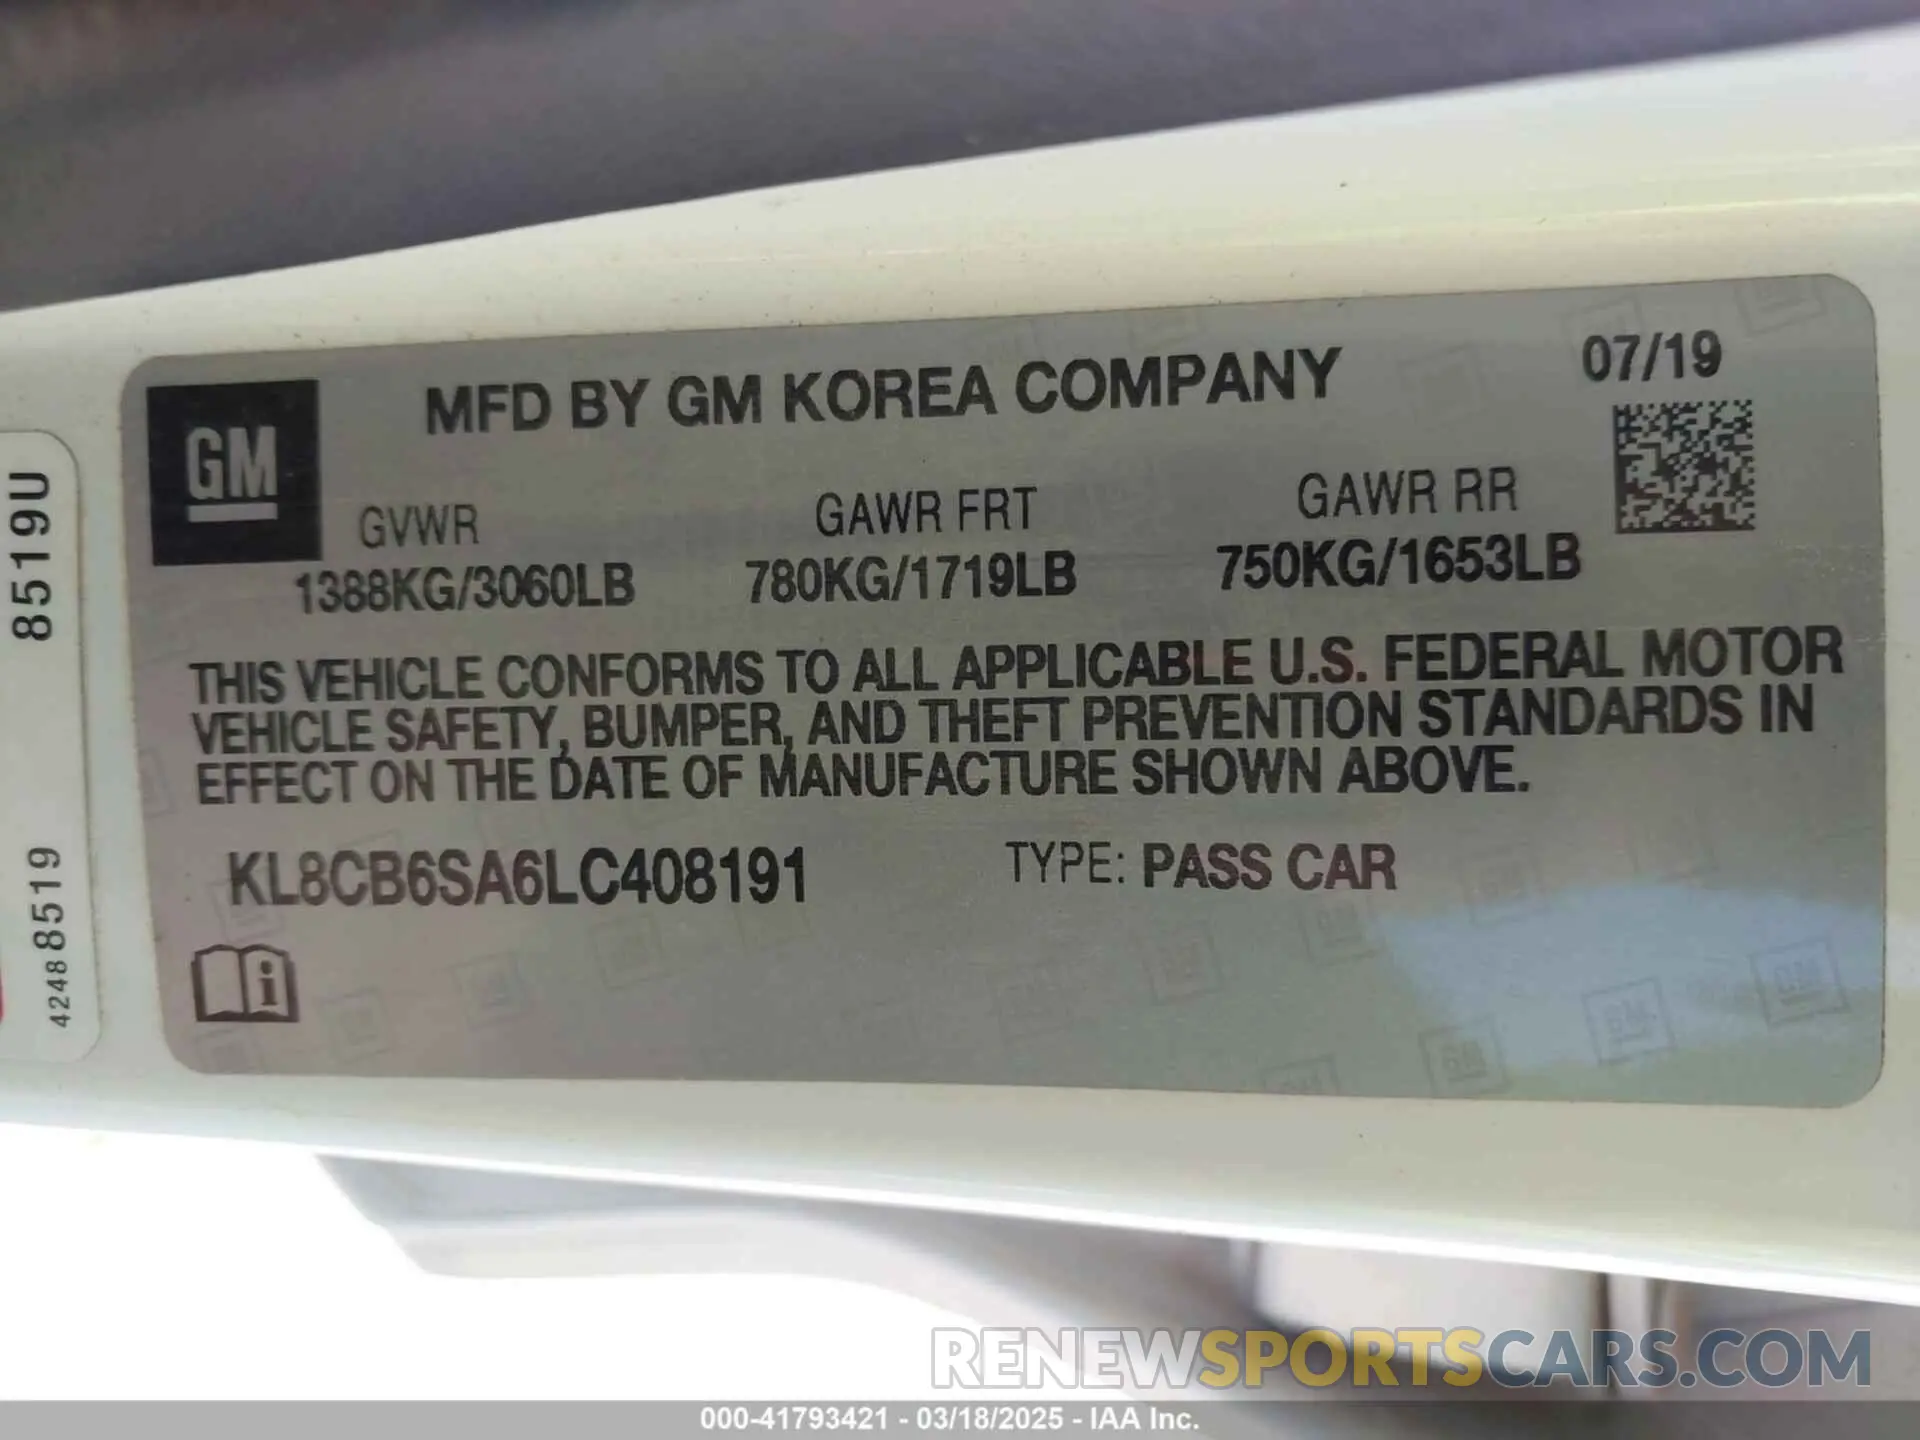 MFD BY GM KOREA COMPANY
07/19
GM
GVWR
GAWR FRT
GAWR RR
1388KG/3060LB
780KG/1719LB
750KG/1653LB
THIS VEHICLE CONFORMS TO ALL APPLICABLE U.S. FEDERAL MOTOR
VEHICLE SAFETY, BUMPER, AND THEFT PREVENTION STANDARDS IN
EFFECT ON THE DATE OF MANUFACTURE SHOWN ABOVE.
KL8CB6SA6LC408191
TYPE: PASS CAR
8519U
42488519
RENEWSPORTSCARS.COM
000-41793421 - 03/18/2025 - IAA Inc.